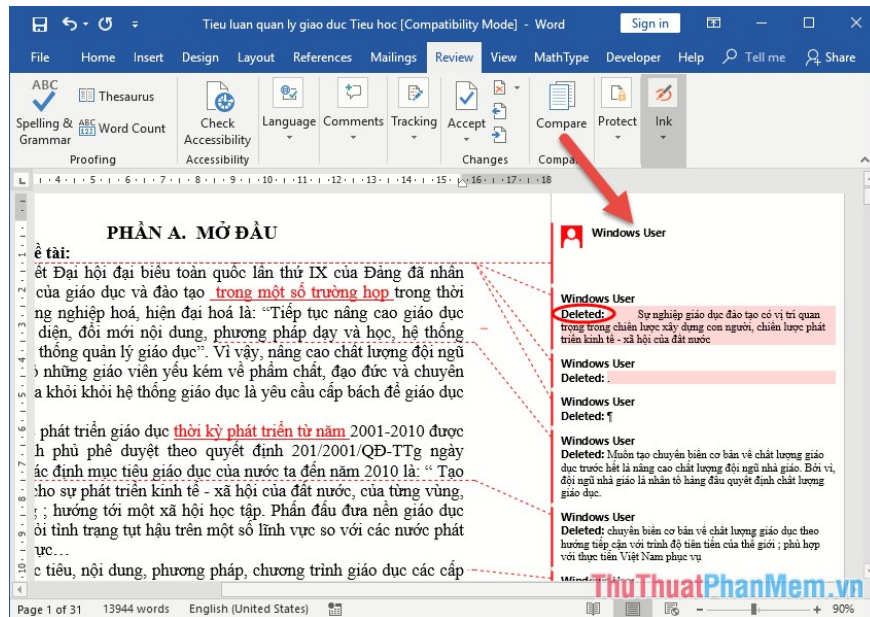 Tieu luan quan ly giao duc Tieu hoc [Compatibility Mode] - Word Sign in
File Home Insert Design Layout References Mailings Review View MathType Developer Help Tell me Share
ABC
Spelling & Grammar
Thesaurus
ABC 123 Word Count
Check Accessibility
Language
Comments
Tracking
Accept
Compare
Protect
Ink
Proofing Accessibility Changes
L 4 5 6 7 8 9 10 11 12 13 14 15 16 17 18
PHẦN A. MỞ ĐẦU
ề tài:
ết Đại hội đại biểu toàn quốc lần thứ IX của Đảng đã nhấn
của giáo dục và đào tạo trong một số trường hợp trong thời
ng nghiệp hoá, hiện đại hoá là: “Tiếp tục nâng cao giáo dục
diện, đổi mới nội dung, phương pháp dạy và học, hệ thống
thống quản lý giáo dục”. Vì vậy, nâng cao chất lượng đội ngũ
những giáo viên yếu kém về phẩm chất, đạo đức và chuyên
a khỏi khỏi hệ thống giáo dục là yêu cầu cấp bách để giáo dục
phát triển giáo dục thời kỳ phát triển từ năm 2001-2010 được
h phủ phê duyệt theo quyết định 201/2001/QĐ-TTg ngày
ác định mục tiêu giáo dục của nước ta đến năm 2010 là: “ Tạo
cho sự phát triển kinh tế - xã hội của đất nước, của từng vùng,
; hướng tới một xã hội học tập. Phấn đấu đưa nền giáo dục
ỏi tình trạng tụt hậu trên một số lĩnh vực so với các nước phát
ực…
c tiêu, nội dung, phương pháp, chương trình giáo dục các cấp
Windows User
Windows User
Deleted: Sự nghiệp giáo dục đào tạo có vị trí quan
trọng trong chiến lược xây dựng con người, chiến lược phát
triển kinh tế - xã hội của đất nước
Windows User
Deleted: .
Windows User
Deleted: ¶
Windows User
Deleted: Muốn tạo chuyển biến cơ bản về chất lượng giáo
dục trước hết là nâng cao chất lượng đội ngũ nhà giáo. Bởi vì,
đội ngũ nhà giáo là nhân tố hàng đầu quyết định chất lượng
giáo dục.
Windows User
Deleted: chuyển biến cơ bản về chất lượng giáo dục theo
hướng tiếp cận với trình độ tiên tiến của thế giới ; phù hợp
với thực tiễn Việt Nam phục vụ
ThuThuatPhanMem.vn
Page 1 of 31 13944 words English (United States) 90%